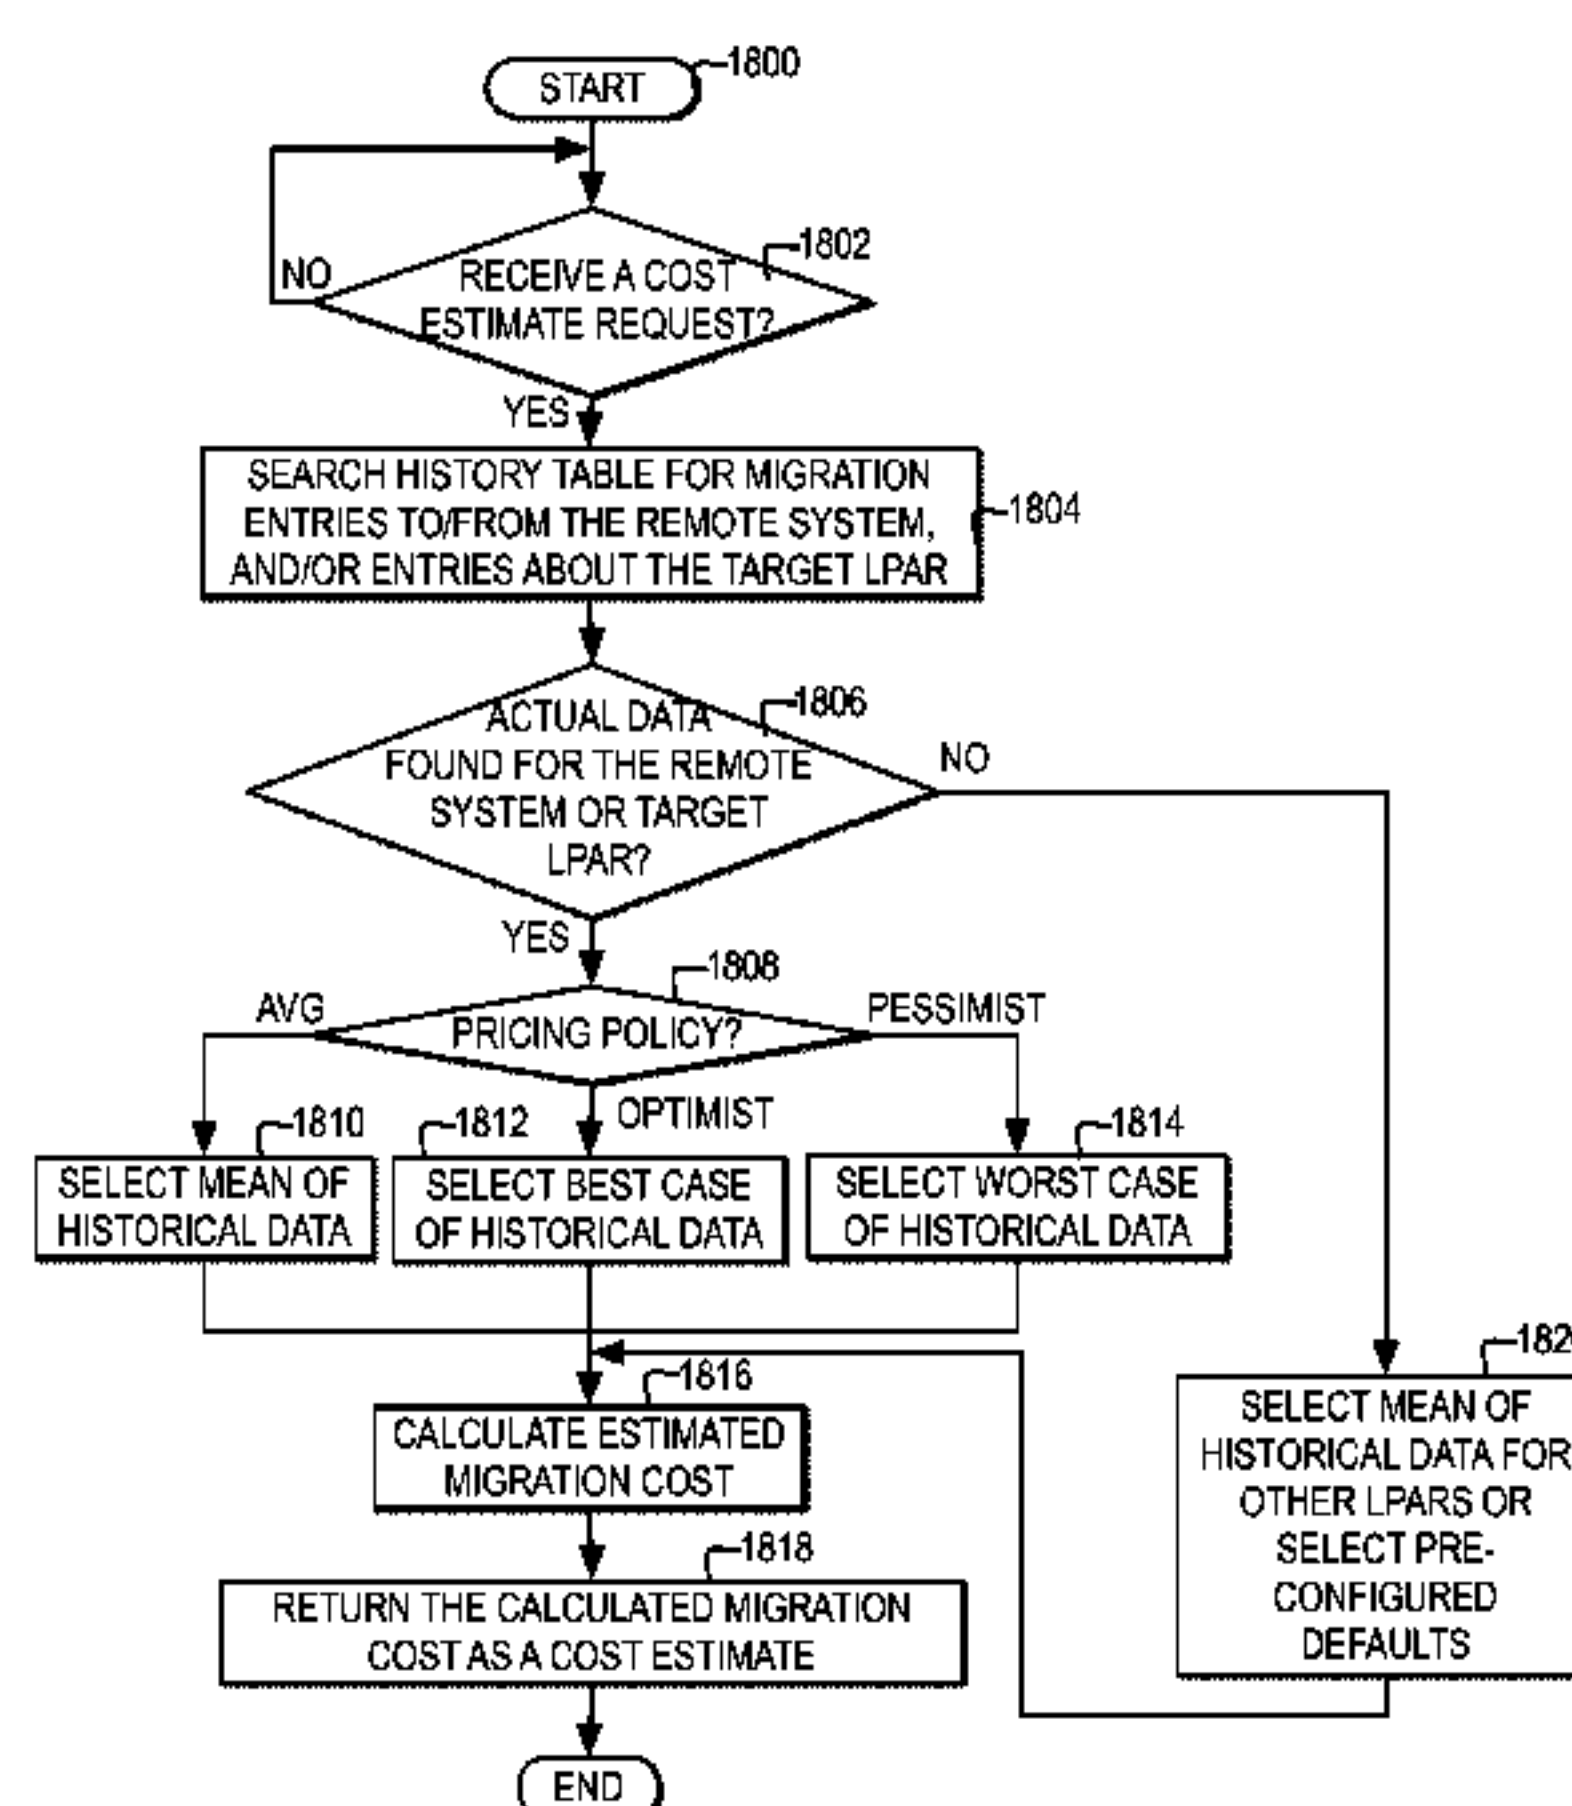 START
1800
NO
1802
RECEIVE A COST
ESTIMATE REQUEST?
YES
SEARCH HISTORY TABLE FOR MIGRATION
ENTRIES TO/FROM THE REMOTE SYSTEM,
AND/OR ENTRIES ABOUT THE TARGET LPAR
1804
1806
ACTUAL DATA
FOUND FOR THE REMOTE
SYSTEM OR TARGET
LPAR?
NO
YES
1808
AVG
PRICING POLICY?
PESSIMIST
OPTIMIST
1810
SELECT MEAN OF
HISTORICAL DATA
1812
SELECT BEST CASE
OF HISTORICAL DATA
1814
SELECT WORST CASE
OF HISTORICAL DATA
1816
CALCULATE ESTIMATED
MIGRATION COST
SELECT MEAN OF
HISTORICAL DATA FOR
OTHER LPARS OR
SELECT PRE-
CONFIGURED
DEFAULTS
1818
RETURN THE CALCULATED MIGRATION
COST AS A COST ESTIMATE
END